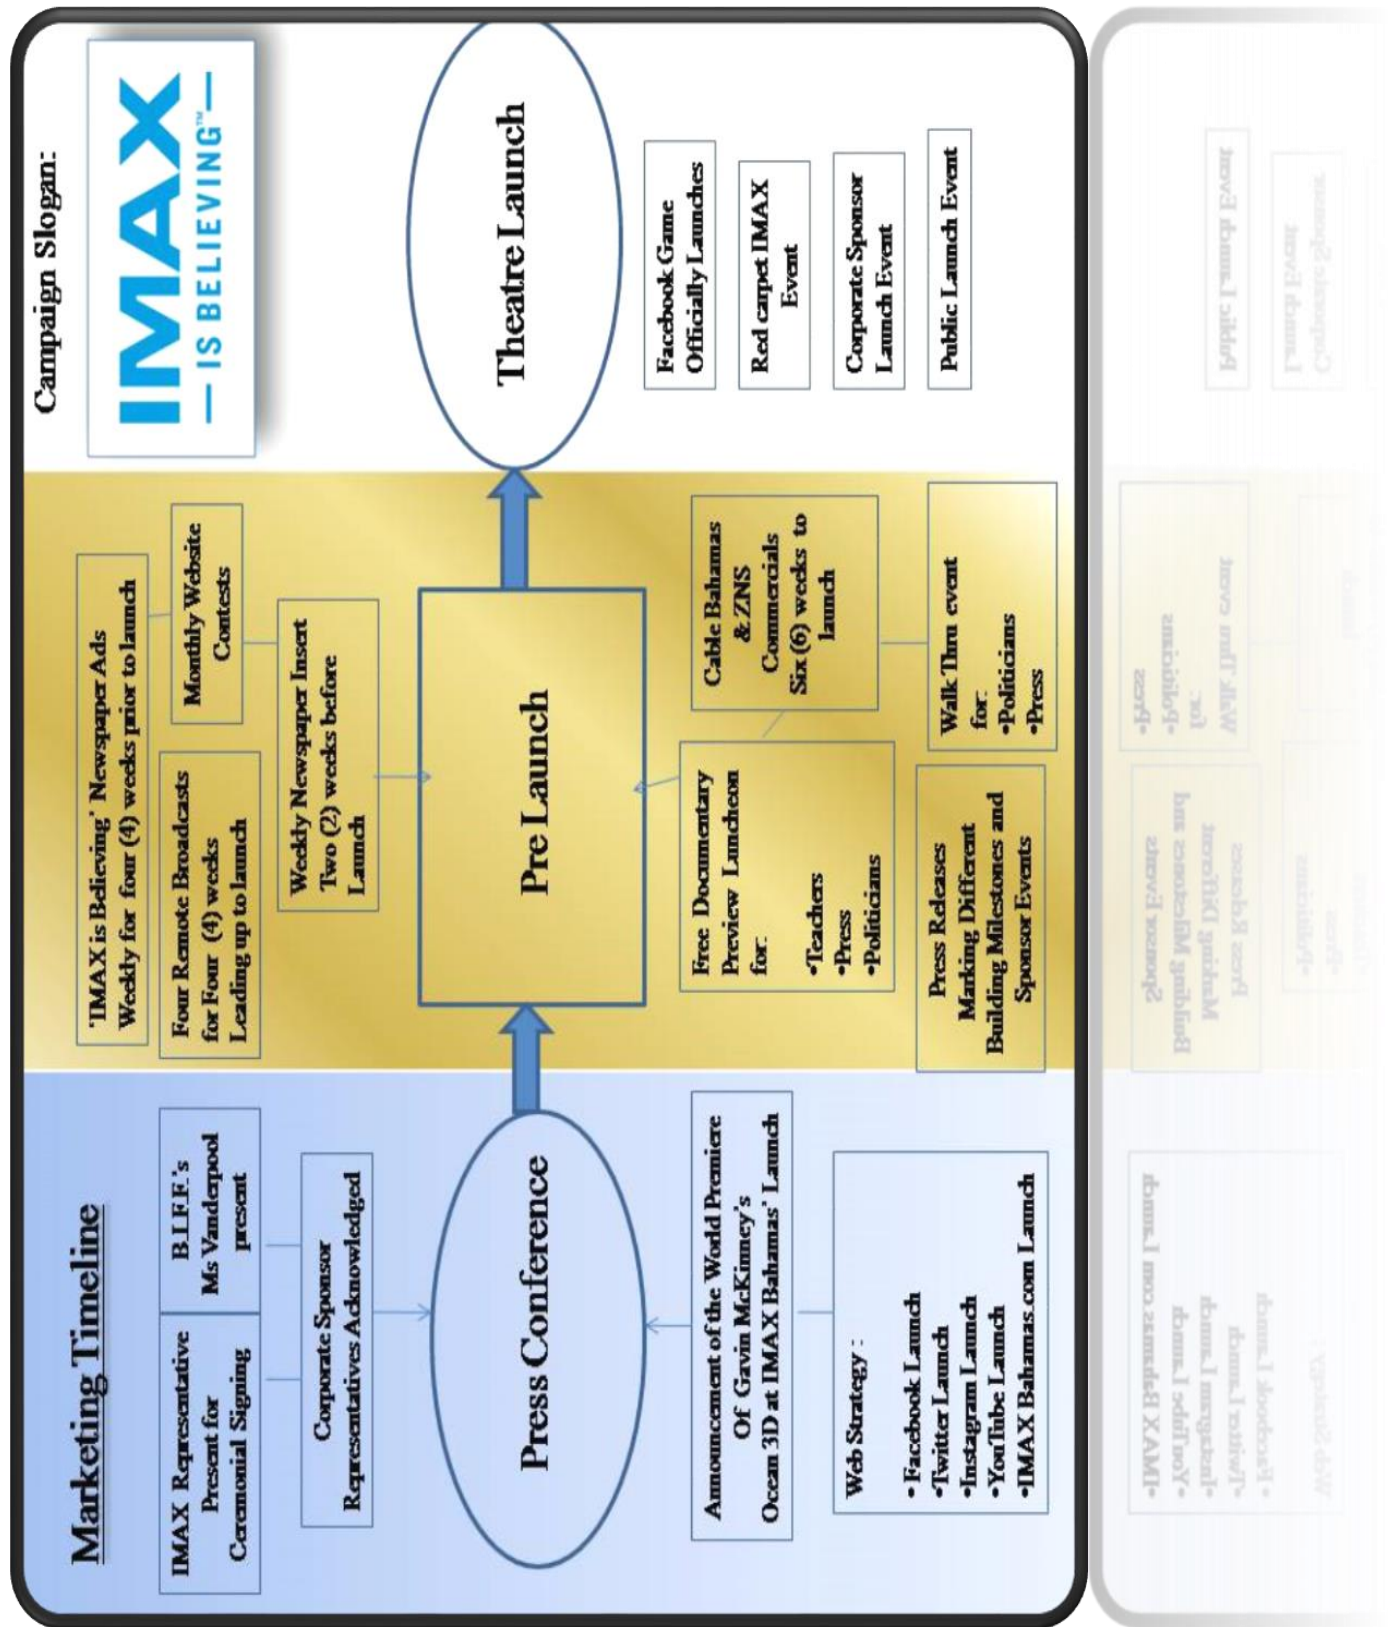 Marketing Timeline
Campaign Slogan:
IMAX
IS BELIEVING™
IMAX Representative
Present for
Ceremonial Signing
B.I.F.F.'s
Ms Vanderpool
present
Corporate Sponsor
Representatives Acknowledged
Press Conference
Announcement of the World Premiere
Of Gavin McKinney's
Ocean 3D at IMAX Bahamas' Launch
Web Strategy :
•Facebook Launch
•Twitter Launch
•Instagram Launch
•YouTube Launch
•IMAX Bahamas.com Launch
'IMAX is Believing' Newspaper Ads
Weekly for four (4) weeks prior to launch
Four Remote Broadcasts
for Four (4) weeks
Leading up to launch
Monthly Website
Contests
Weekly Newspaper Insert
Two (2) weeks before
Launch
Pre Launch
Free Documentary
Preview Luncheon
for:
•Teachers
•Press
•Politicians
Cable Bahamas
& ZNS
Commercials
Six (6) weeks to
launch
Press Releases
Marking Different
Building Milestones and
Sponsor Events
Walk Thru event
for:
•Politicians
•Press
Theatre Launch
Facebook Game
Officially Launches
Red carpet IMAX
Event
Corporate Sponsor
Launch Event
Public Launch Event